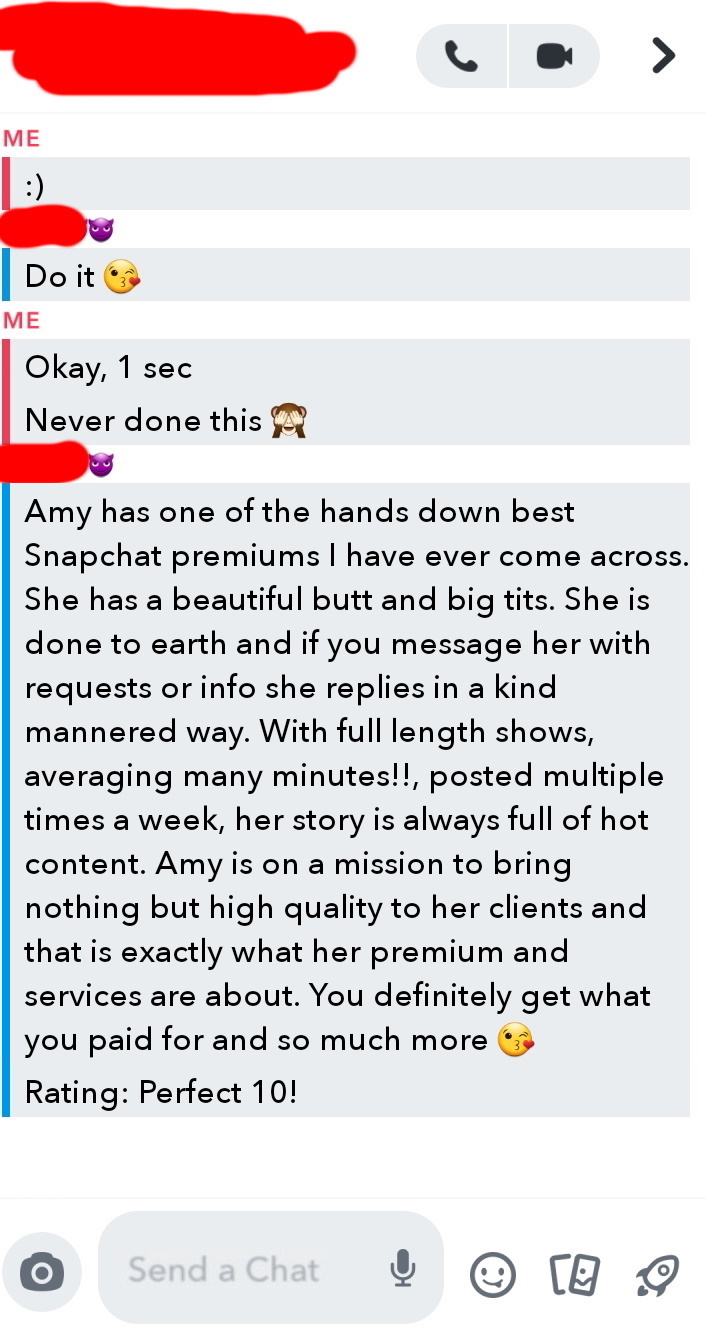 ME
:)
😈
Do it 😘
ME
Okay, 1 sec
Never done this 🙈
😈
Amy has one of the hands down best
Snapchat premiums I have ever come across.
She has a beautiful butt and big tits. She is
done to earth and if you message her with
requests or info she replies in a kind
mannered way. With full length shows,
averaging many minutes!!, posted multiple
times a week, her story is always full of hot
content. Amy is on a mission to bring
nothing but high quality to her clients and
that is exactly what her premium and
services are about. You definitely get what
you paid for and so much more 😘
Rating: Perfect 10!
Send a Chat